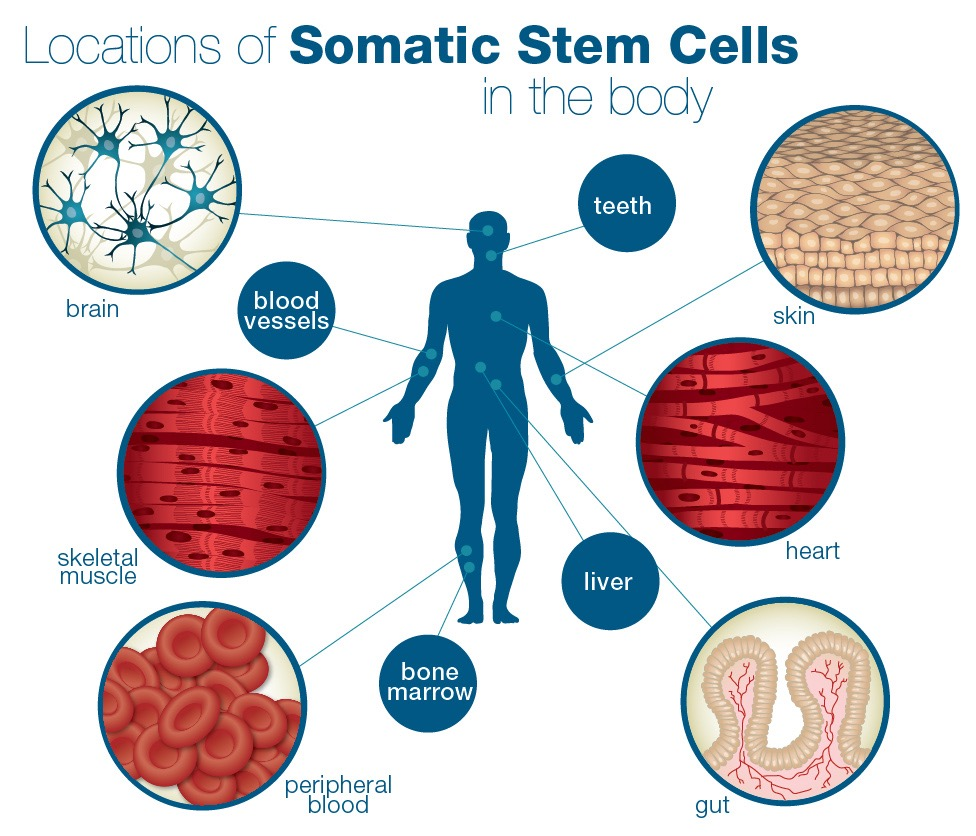 Locations of Somatic Stem Cells
in the body
teeth
brain
blood
vessels
skin
skeletal
muscle
heart
liver
bone
marrow
peripheral
blood
gut